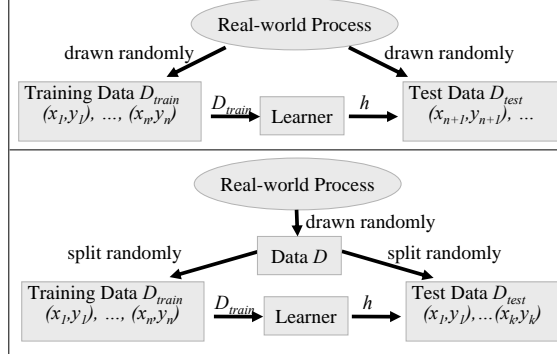 Real-world Process
drawn randomly drawn randomly
Training Data D_train
(x_1,y_1), ..., (x_n,y_n)
D_train
Learner
h
Test Data D_test
(x_{n+1},y_{n+1}), ...
Real-world Process
drawn randomly
split randomly split randomly
Data D
Training Data D_train
(x_1,y_1), ..., (x_n,y_n)
D_train
Learner
h
Test Data D_test
(x_1,y_1),...(x_k,y_k)